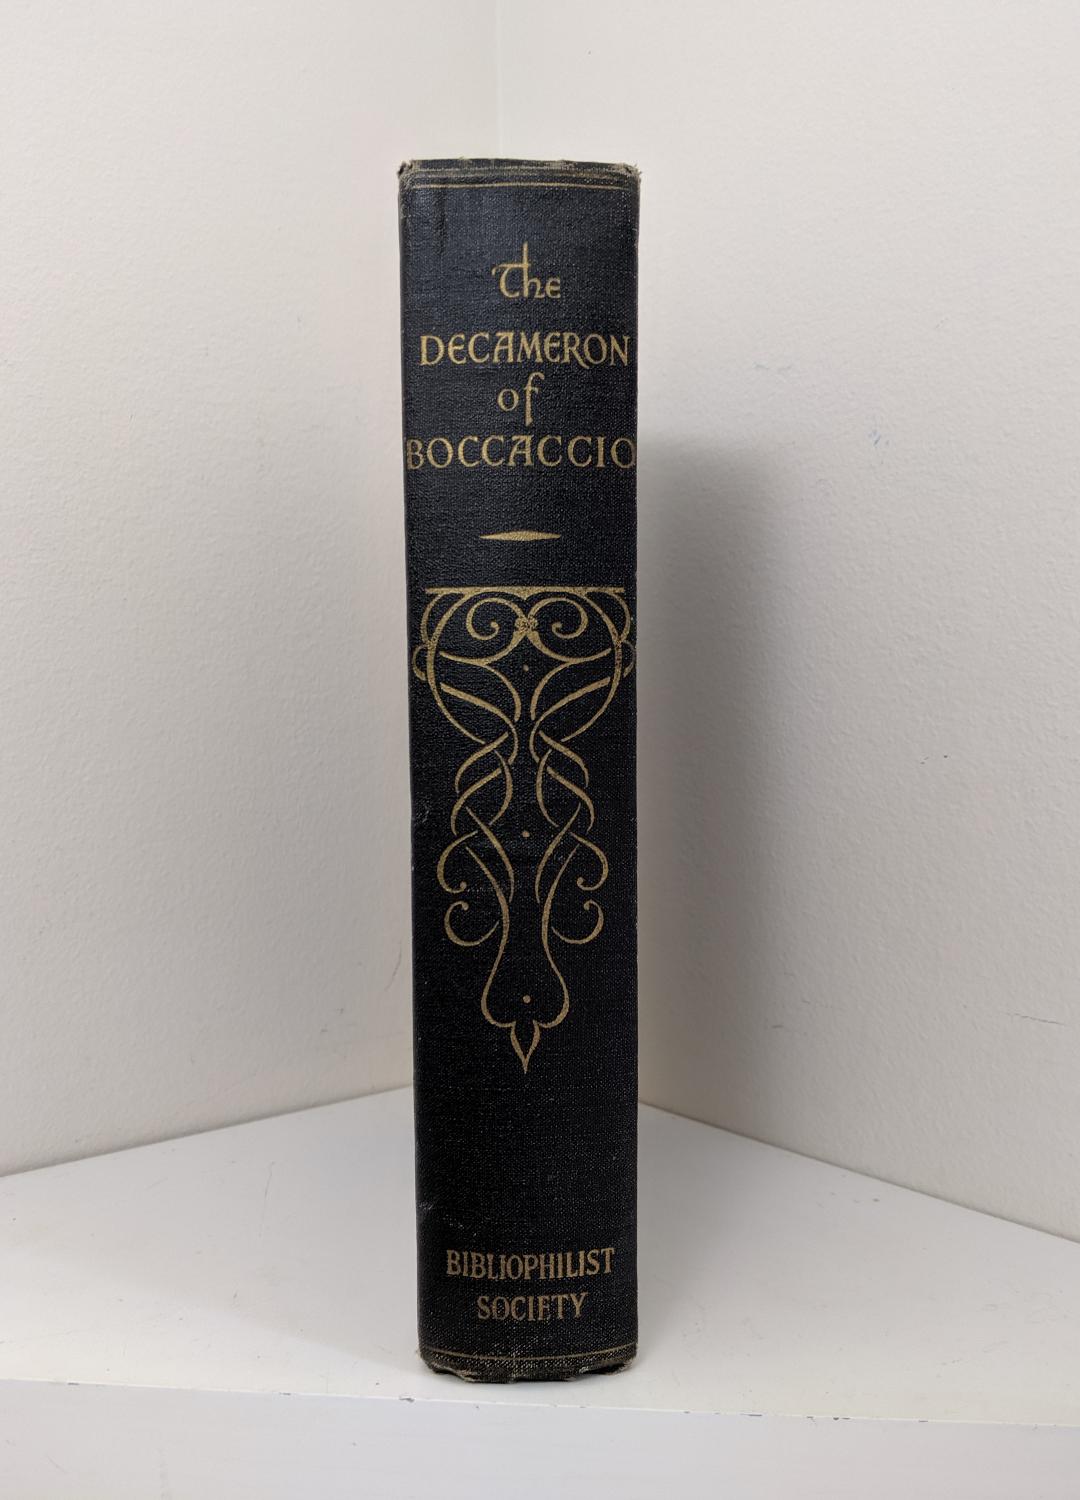 The
DECAMERON
of
BOCCACCIO
BIBLIOPHILIST
SOCIETY